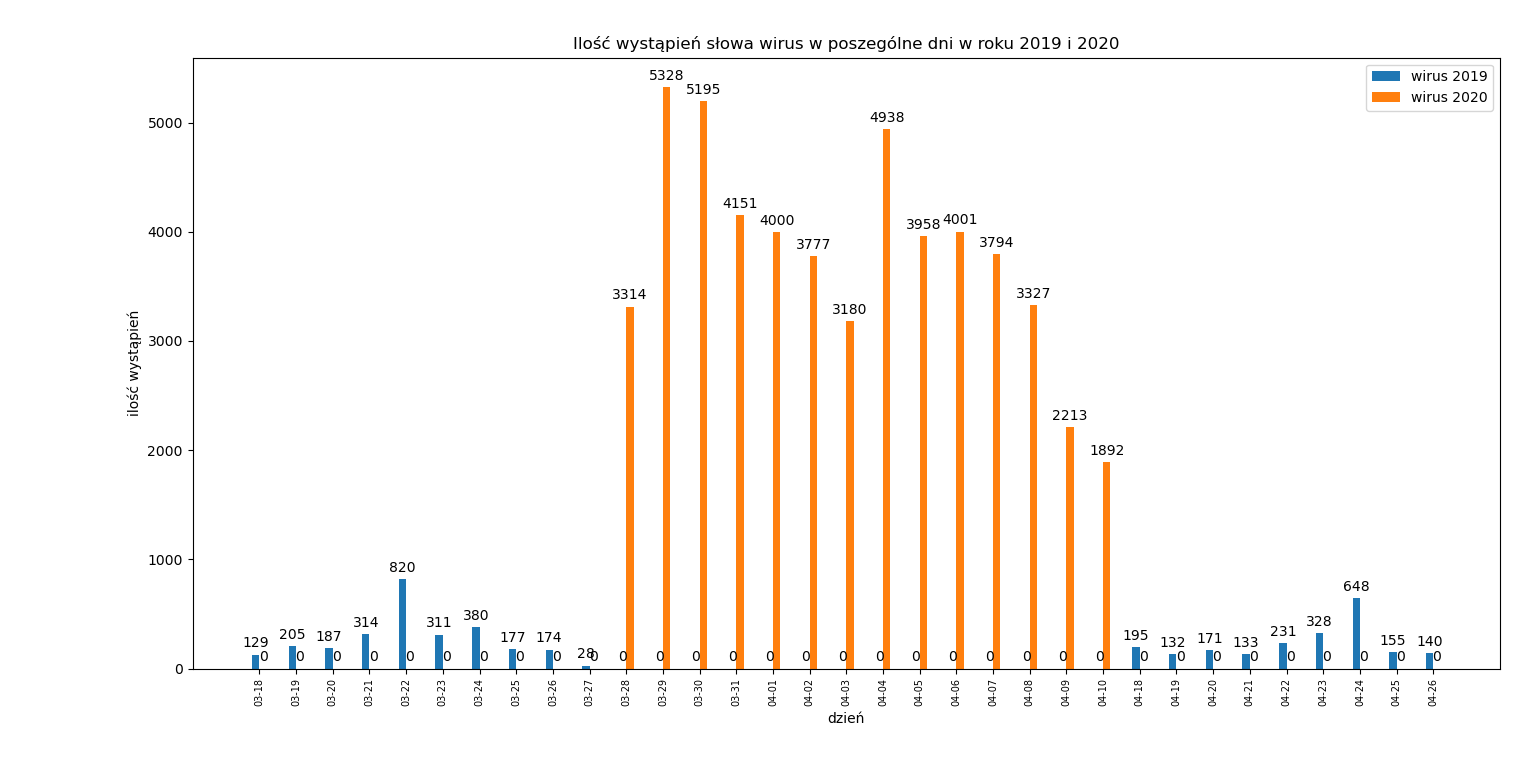 Ilość wystąpień słowa wirus w poszególne dni w roku 2019 i 2020
wirus 2019
wirus 2020
ilość wystąpień
5000
4000
3000
2000
1000
0
129 205 187 314 820 311 380 177 174 28 0 0 0 0 0 0 0 0 0 0 0 0 0 0 195 132 171 133 231 328 648 155 140
0 0 0 0 0 0 0 0 0 0 3314 5328 5195 4151 4000 3777 3180 4938 3958 4001 3794 3327 2213 1892 0 0 0 0 0 0 0 0 0
03-18 03-19 03-20 03-21 03-22 03-23 03-24 03-25 03-26 03-27 03-28 03-29 03-30 03-31 04-01 04-02 04-03 04-04 04-05 04-06 04-07 04-08 04-09 04-10 04-18 04-19 04-20 04-21 04-22 04-23 04-24 04-25 04-26
dzień